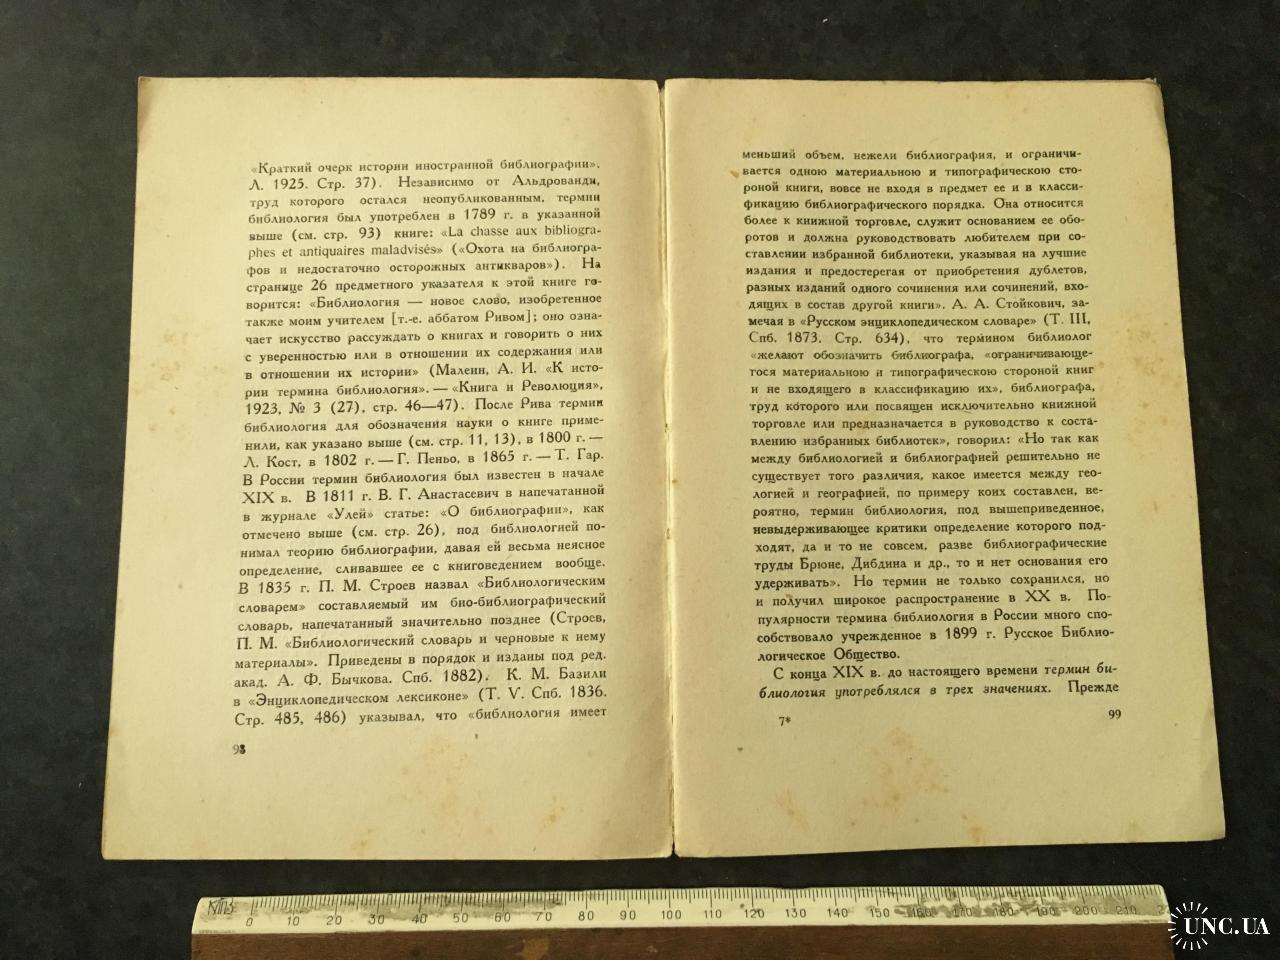 «Краткий очерк истории иностранной библиографии».
Л. 1925. Стр. 37). Независимо от Альдрованди,
труд которого остался неопубликованным, термин
библиология был употреблен в 1789 г. в указанной
выше (см. стр. 93) книге: «La chasse aux bibliogra-
phes et antiquaires maladvisés» («Охота на библиогра-
фов и недостаточно осторожных антикваров»). На
странице 26 предметного указателя к этой книге го-
ворится: «Библиология — новое слово, изобретенное
также моим учителем [т.-е. аббатом Ривом]; оно озна-
чает искусство рассуждать о книгах и говорить о них
с уверенностью или в отношении их содержания или
в отношении их истории» (Малеин, А. И. «К исто-
рии термина библиология». — «Книга и Революция»,
1923, № 3 (27), стр. 46—47). После Рива термин
библиология для обозначения науки о книге приме-
нили, как указано выше (см. стр. 11, 13), в 1800 г. —
Л. Кост, в 1802 г. — Г. Пеньо, в 1865 г. — Т. Гар.
В России термин библиология был известен в начале
XIX в. В 1811 г. В. Г. Анастасевич в напечатанной
в журнале «Улей» статье: «О библиографии», как
отмечено выше (см. стр. 26), под библиологией по-
нимал теорию библиографии, давая ей весьма неясное
определение, сливавшее ее с книговедением вообще.
В 1835 г. П. М. Строев назвал «Библиологическим
словарем» составляемый им био-библиографический
словарь, напечатанный значительно позднее (Строев,
П. М. «Библиологический словарь и черновые к нему
материалы». Приведены в порядок и изданы под ред.
акад. А. Ф. Бычкова. Спб. 1882). К. М. Базили
в «Энциклопедическом лексиконе» (Т. V. Спб. 1836.
Стр. 485, 486) указывал, что «библиология имеет
98
меньший объем, нежели библиография, и ограничи-
вается одною материальною и типографическою сто-
роной книги, вовсе не входя в предмет ее и в класси-
фикацию библиографического порядка. Она относится
более к книжной торговле, служит основанием ее обо-
ротов и должна руководствовать любителем при со-
ставлении избранной библиотеки, указывая на лучшие
издания и предостерегая от приобретения дублетов,
разных изданий одного сочинения или сочинений, вхо-
дящих в состав другой книги». А. А. Стойкович, за-
мечая в «Русском энциклопедическом словаре» (Т. III,
Спб. 1873. Стр. 634), что термином библиолог
«желают обозначить библиографа, «ограничивающе-
гося материальною и типографическою стороной книг
и не входящего в классификацию их», библиографа,
труд которого или посвящен исключительно книжной
торговле или предназначается в руководство к соста-
влению избранных библиотек», говорил: «Но так как
между библиологией и библиографией решительно не
существует того различия, какое имеется между гео-
логией и географией, по примеру коих составлен, ве-
роятно, термин библиология, под вышеприведенное,
невыдерживающее критики определение которого под-
ходят, да и то не совсем, разве библиографические
труды Брюне, Дибдина и др., то и нет основания его
удерживать». Но термин не только сохранился, но
и получил широкое распространение в XX в. По-
пулярности термина библиология в России много спо-
собствовало учрежденное в 1899 г. Русское Библио-
логическое Общество.
С конца XIX в. до настоящего времени термин би-
блиология употреблялся в трех значениях. Прежде
7*
99
КТПЗ
0 10 20 30 40 50 60 70 80 90 100 110 120 130 140 150 160 170 180 190 200 210
UNC.UA